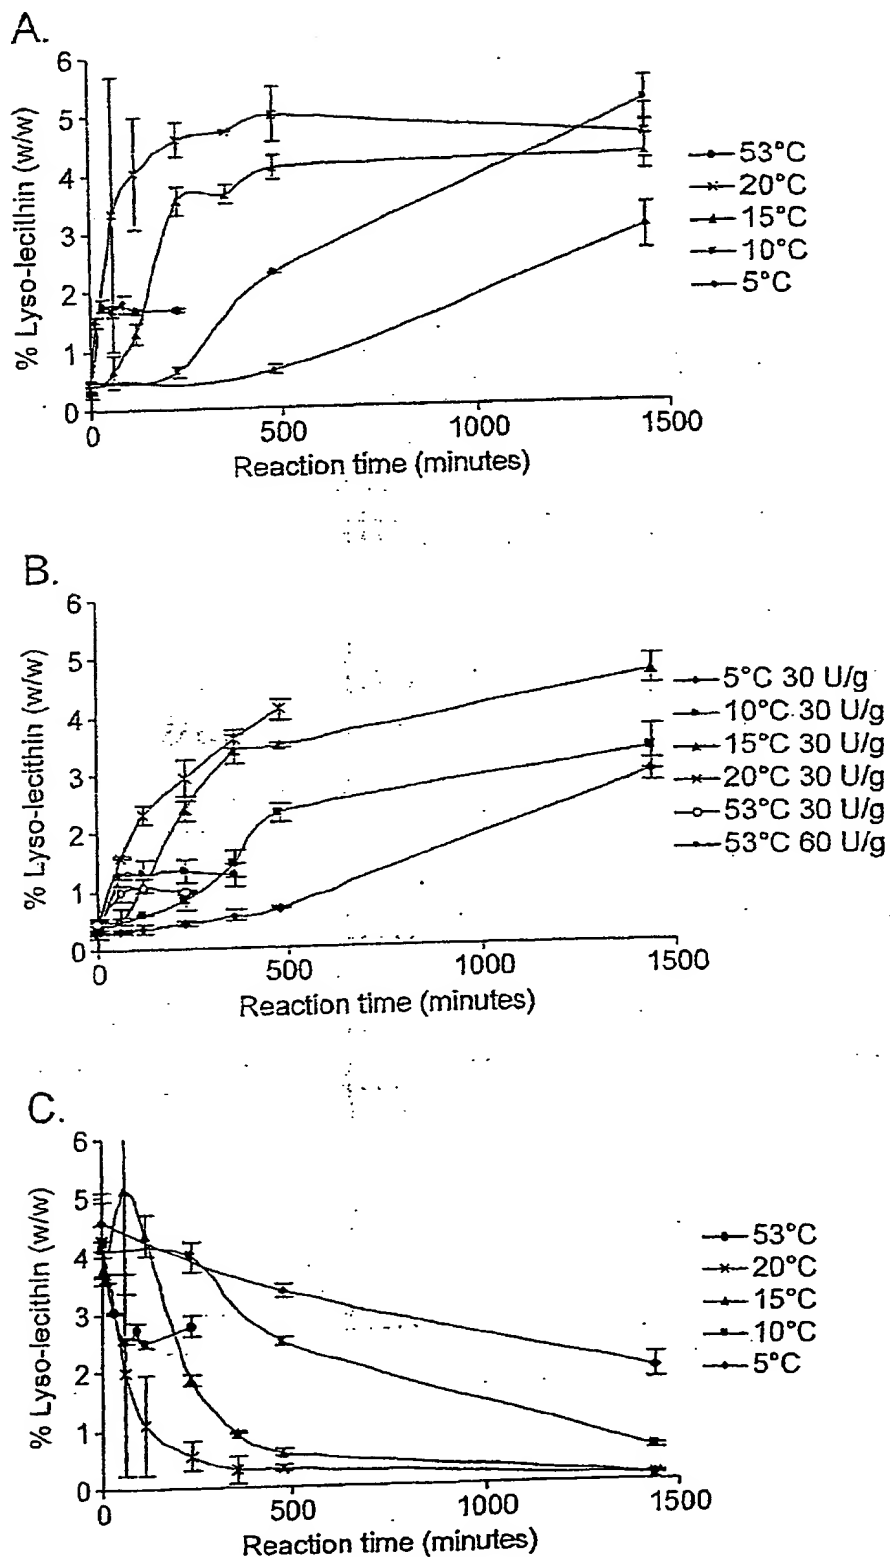 A.
% Lyso-lecithin (w/w)
6
5
4
3
2
1
0
0
500
1000
1500
Reaction time (minutes)
53°C
20°C
15°C
10°C
5°C
B.
% Lyso-lecithin (w/w)
6
5
4
3
2
1
0
0
500
1000
1500
Reaction time (minutes)
5°C 30 U/g
10°C 30 U/g
15°C 30 U/g
20°C 30 U/g
53°C 30 U/g
53°C 60 U/g
C.
% Lyso-lecithin (w/w)
6
5
4
3
2
1
0
0
500
1000
1500
Reaction time (minutes)
53°C
20°C
15°C
10°C
5°C